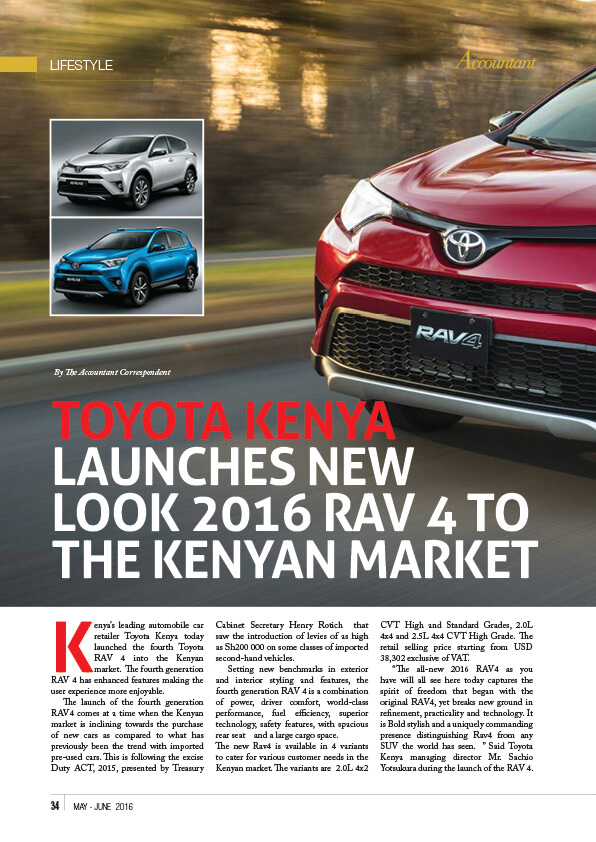 LIFESTYLE
Accountant
RAV4
By The Accountant Correspondent
TOYOTA KENYA
LAUNCHES NEW
LOOK 2016 RAV 4 TO
THE KENYAN MARKET
Kenya's leading automobile car
retailer Toyota Kenya today
launched the fourth Toyota
RAV 4 into the Kenyan
market. The fourth generation
RAV 4 has enhanced features making the
user experience more enjoyable.
The launch of the fourth generation
RAV4 comes at a time when the Kenyan
market is inclining towards the purchase
of new cars as compared to what has
previously been the trend with imported
pre-used cars. This is following the excise
Duty ACT, 2015, presented by Treasury
Cabinet Secretary Henry Rotich that
saw the introduction of levies of as high
as Sh200 000 on some classes of imported
second-hand vehicles.
Setting new benchmarks in exterior
and interior styling and features, the
fourth generation RAV 4 is a combination
of power, driver comfort, world-class
performance, fuel efficiency, superior
technology, safety features, with spacious
rear seat and a large cargo space.
The new Rav4 is available in 4 variants
to cater for various customer needs in the
Kenyan market. The variants are 2.0L 4x2
CVT High and Standard Grades, 2.0L
4x4 and 2.5L 4x4 CVT High Grade. The
retail selling price starting from USD
38,302 exclusive of VAT.
"The all-new 2016 RAV4 as you
have will all see here today captures the
spirit of freedom that began with the
original RAV4, yet breaks new ground in
refinement, practicality and technology. It
is Bold stylish and a uniquely commanding
presence distinguishing Rav4 from any
SUV the world has seen. " Said Toyota
Kenya managing director Mr. Sachio
Yotsukura during the launch of the RAV 4.
34 MAY - JUNE 2016